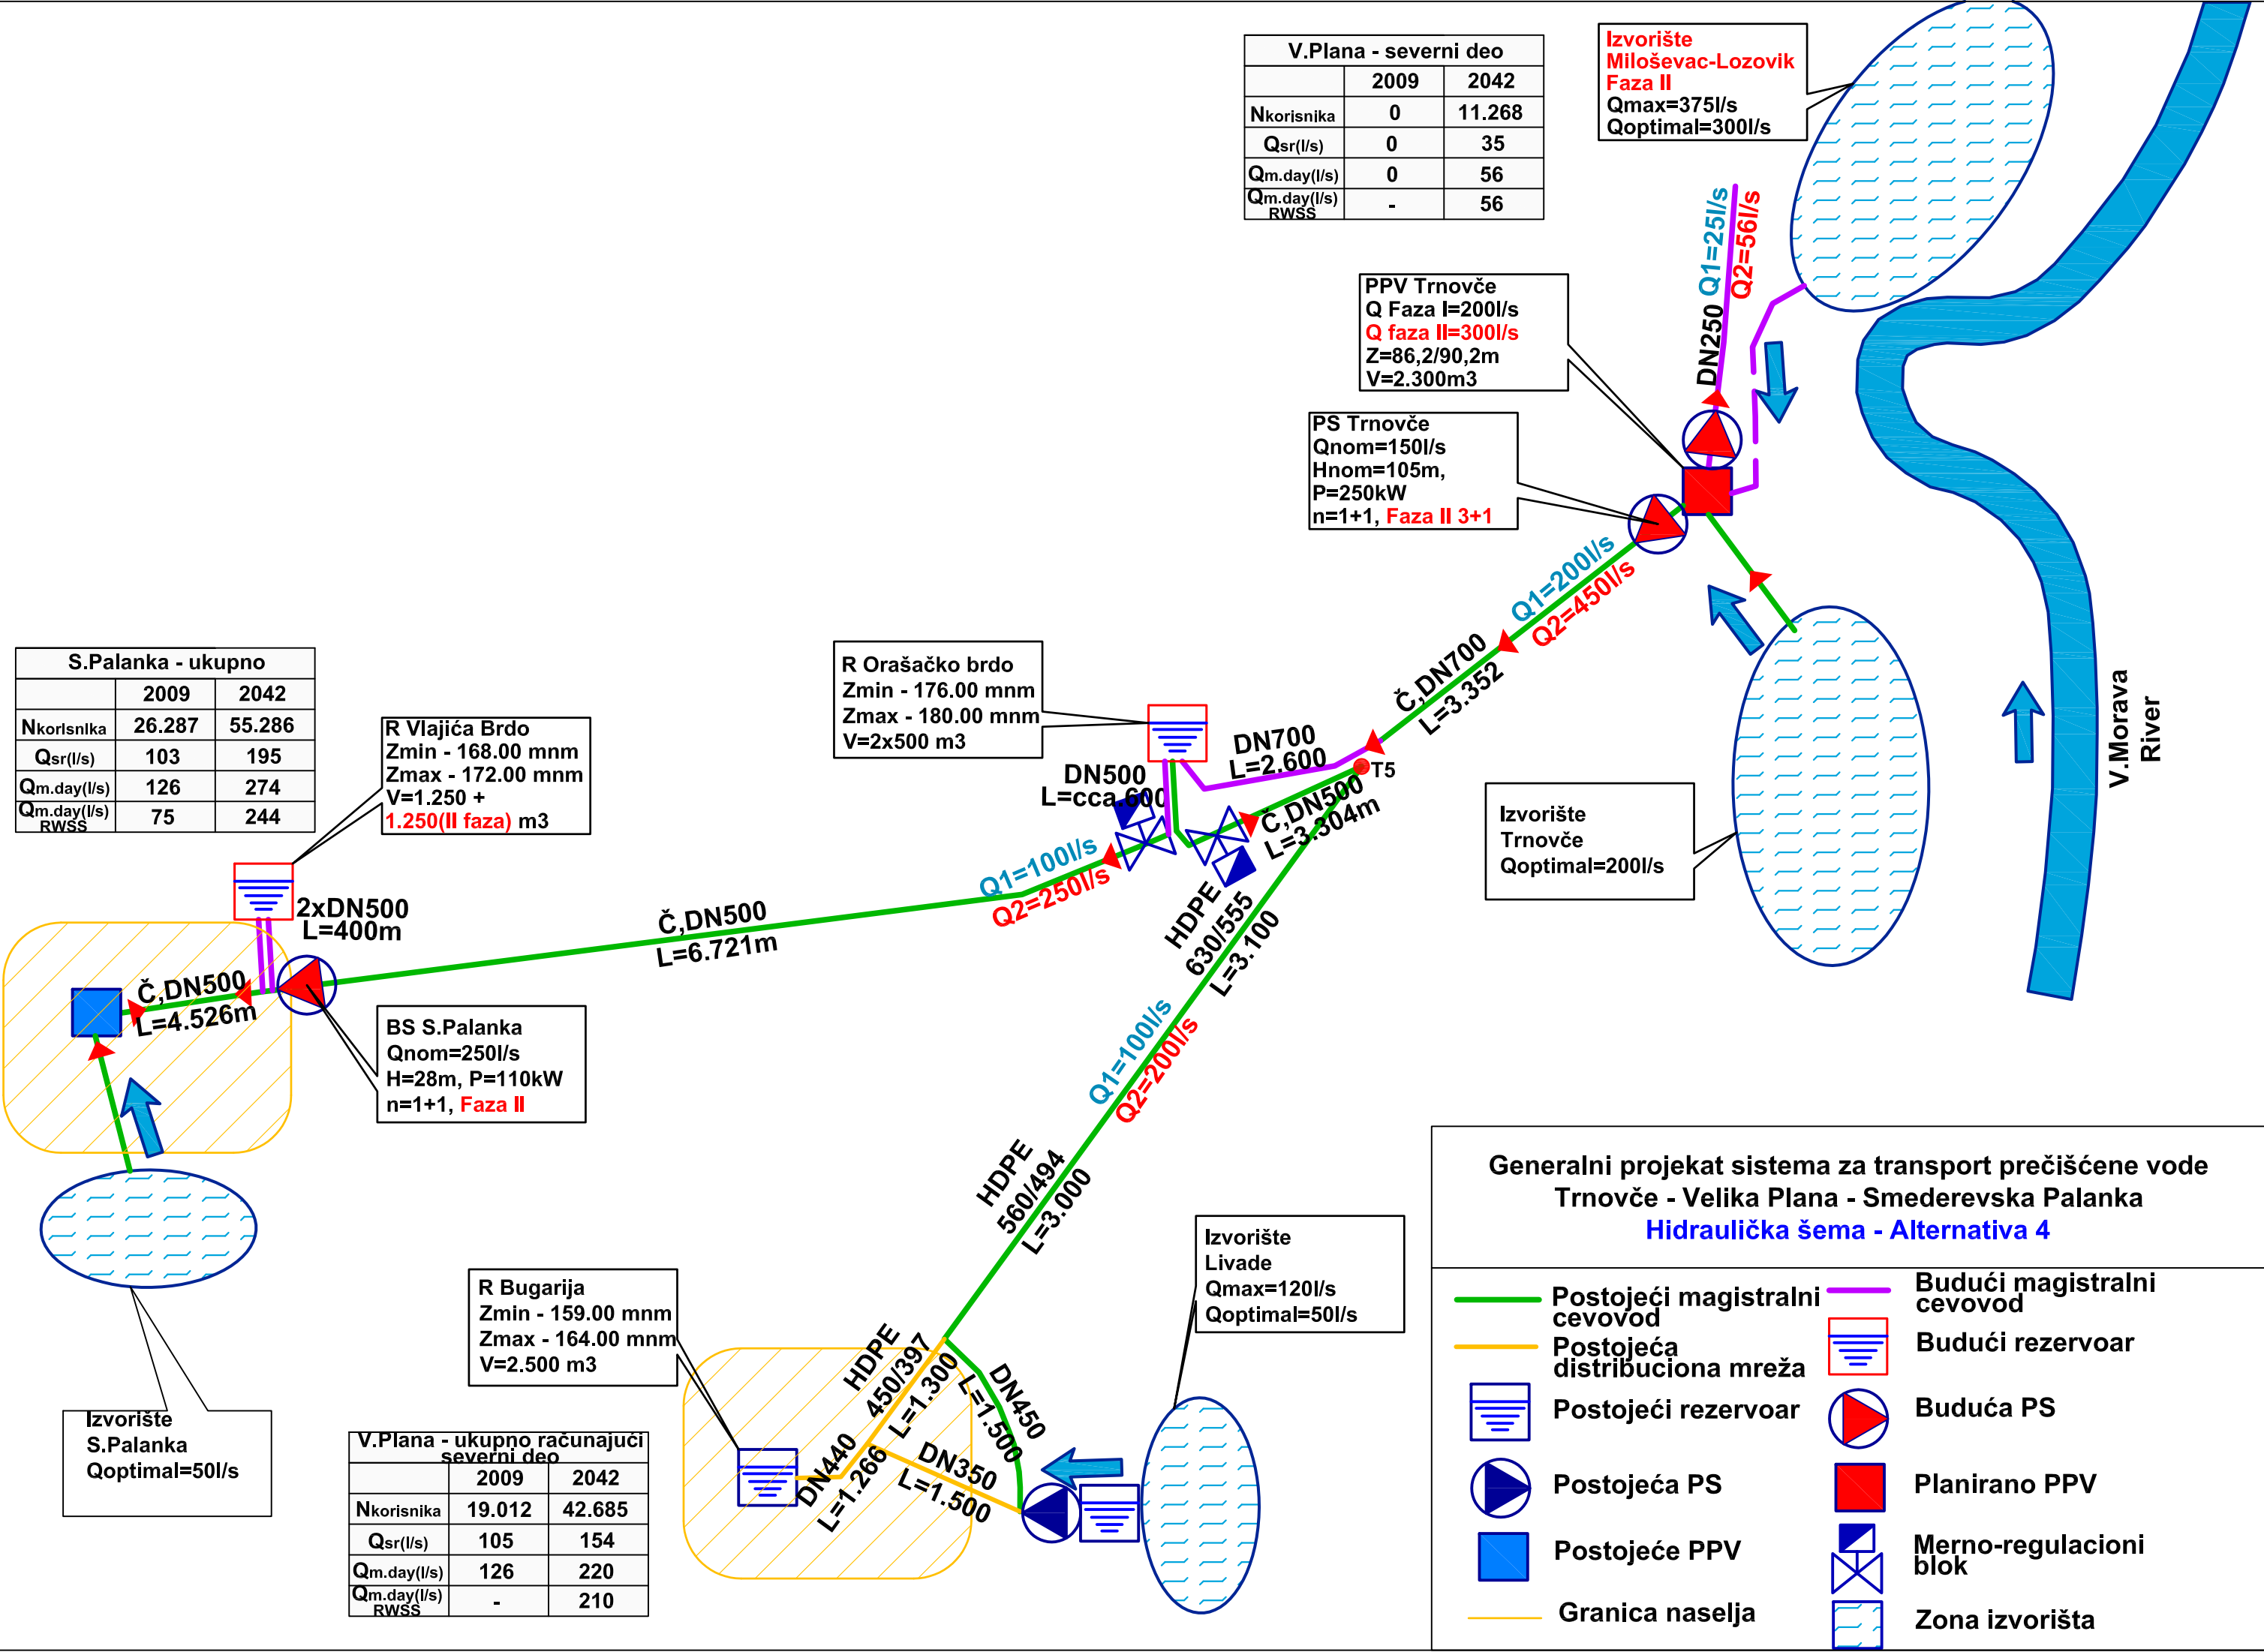 V.Plana - severni deo
2009 2042
Nkorisnika 0 11.268
Qsr(l/s) 0 35
Qm.day(l/s) 0 56
Qm.day(l/s) RWSS - 56
Izvorište
Miloševac-Lozovik
Faza II
Qmax=375l/s
Qoptimal=300l/s
DN250
Q1=25l/s
Q2=56l/s
PPV Trnovče
Q Faza I=200l/s
Q faza II=300l/s
Z=86,2/90,2m
V=2.300m3
PS Trnovče
Qnom=150l/s
Hnom=105m,
P=250kW
n=1+1, Faza II 3+1
Q1=200l/s
Q2=450l/s
Č,DN700
L=3.352
V.Morava
River
S.Palanka - ukupno
2009 2042
Nkorisnika 26.287 55.286
Qsr(l/s) 103 195
Qm.day(l/s) 126 274
Qm.day(l/s) RWSS 75 244
R Vlajića Brdo
Zmin - 168.00 mnm
Zmax - 172.00 mnm
V=1.250 +
1.250(II faza) m3
R Orašačko brdo
Zmin - 176.00 mnm
Zmax - 180.00 mnm
V=2x500 m3
DN700
L=2.600
T5
DN500
L=cca.600
Č,DN500
L=3.304m
Izvorište
Trnovče
Qoptimal=200l/s
Q1=100l/s
Q2=250l/s
Č,DN500
L=6.721m
2xDN500
L=400m
Č,DN500
L=4.526m
HDPE
630/555
L=3.100
Q1=100l/s
Q2=200l/s
BS S.Palanka
Qnom=250l/s
H=28m, P=110kW
n=1+1, Faza II
HDPE
560/494
L=3.000
Izvorište
Livade
Qmax=120l/s
Qoptimal=50l/s
R Bugarija
Zmin - 159.00 mnm
Zmax - 164.00 mnm
V=2.500 m3
HDPE
450/397
L=1.300
DN450
L=1.500
DN440
L=1.266
DN350
L=1.500
Izvorište
S.Palanka
Qoptimal=50l/s
V.Plana - ukupno računajući
severni deo
2009 2042
Nkorisnika 19.012 42.685
Qsr(l/s) 105 154
Qm.day(l/s) 126 220
Qm.day(l/s) RWSS - 210
Generalni projekat sistema za transport prečišćene vode
Trnovče - Velika Plana - Smederevska Palanka
Hidraulička šema - Alternativa 4
Postojeći magistralni
cevovod
Budući magistralni
cevovod
Postojeća
distribuciona mreža
Budući rezervoar
Postojeći rezervoar
Buduća PS
Postojeća PS
Planirano PPV
Postojeće PPV
Merno-regulacioni
blok
Granica naselja
Zona izvorišta